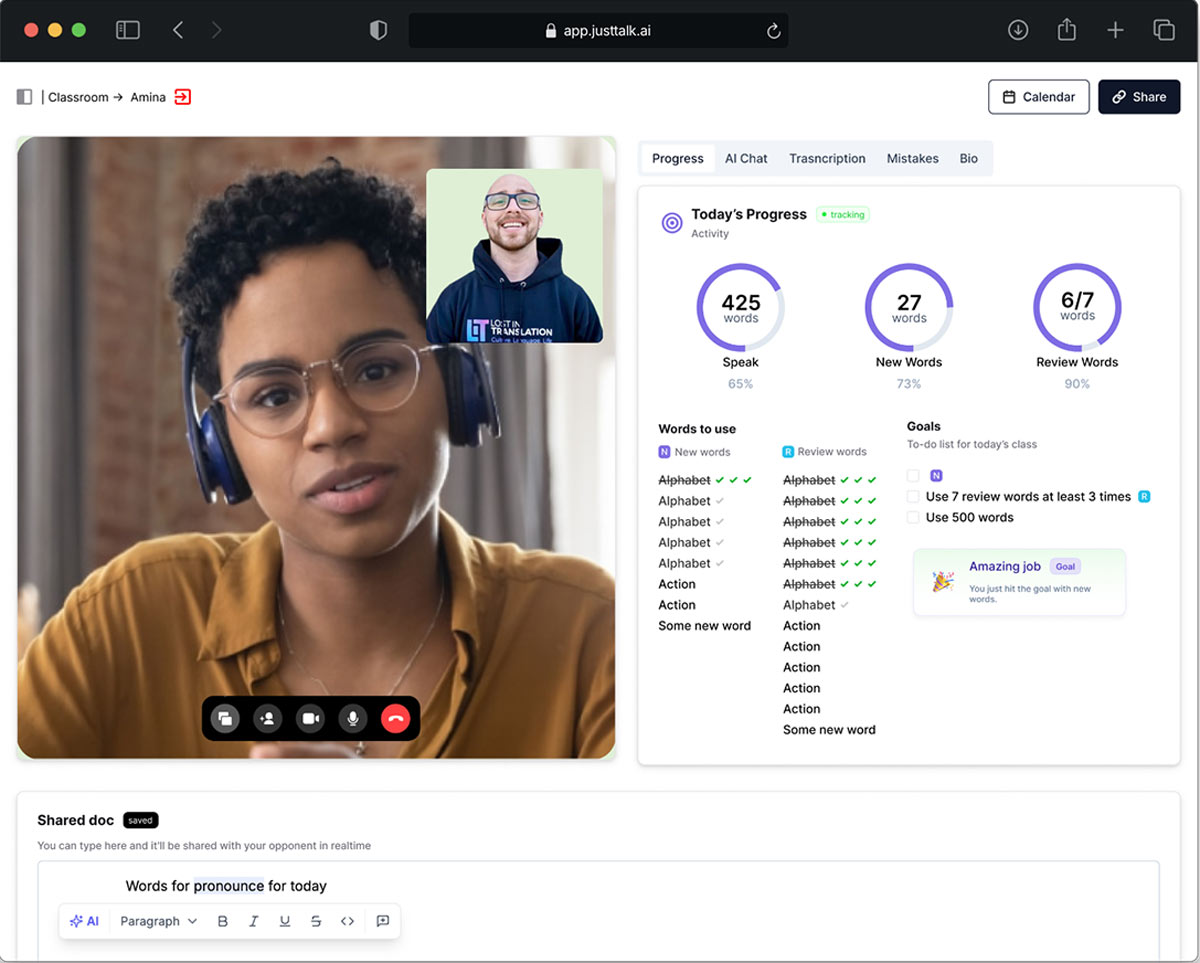 app.justtalk.ai
| Classroom → Amina
Calendar
Share
LOST IN
TRANSLATION
Culture. Language. Life
Progress
AI Chat
Trasncription
Mistakes
Bio
Today's Progress
tracking
Activity
425
words
Speak
65%
27
words
New Words
73%
6/7
words
Review Words
90%
Words to use
N New words
Alphabet
Alphabet
Alphabet
Alphabet
Alphabet
Action
Action
Some new word
R Review words
Alphabet
Alphabet
Alphabet
Alphabet
Alphabet
Alphabet
Alphabet
Action
Action
Action
Action
Action
Some new word
Goals
To-do list for today's class
N
Use 7 review words at least 3 times R
Use 500 words
Amazing job Goal
You just hit the goal with new
words.
Shared doc saved
You can type here and it'll be shared with your opponent in realtime
Words for pronounce for today
AI Paragraph B I U S <>